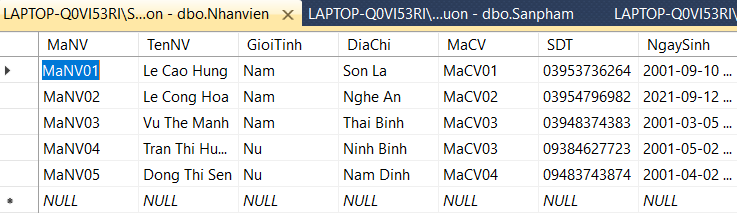 LAPTOP-Q0VI53RI\S...on - dbo.Nhanvien LAPTOP-Q0VI53RI\...uon - dbo.Sanpham LAPTOP-Q0VI53RI\
MaNV TenNV GioiTinh DiaChi MaCV SDT NgaySinh
MaNV01 Le Cao Hung Nam Son La MaCV01 03953736264 2001-09-10 ...
MaNV02 Le Cong Hoa Nam Nghe An MaCV02 03954796982 2021-09-12 ...
MaNV03 Vu The Manh Nam Thai Binh MaCV03 03948374383 2001-03-05 ...
MaNV04 Tran Thi Hu... Nu Ninh Binh MaCV03 09384627723 2001-05-02 ...
MaNV05 Dong Thi Sen Nu Nam Dinh MaCV04 09483743874 2001-04-02 ...
NULL NULL NULL NULL NULL NULL NULL